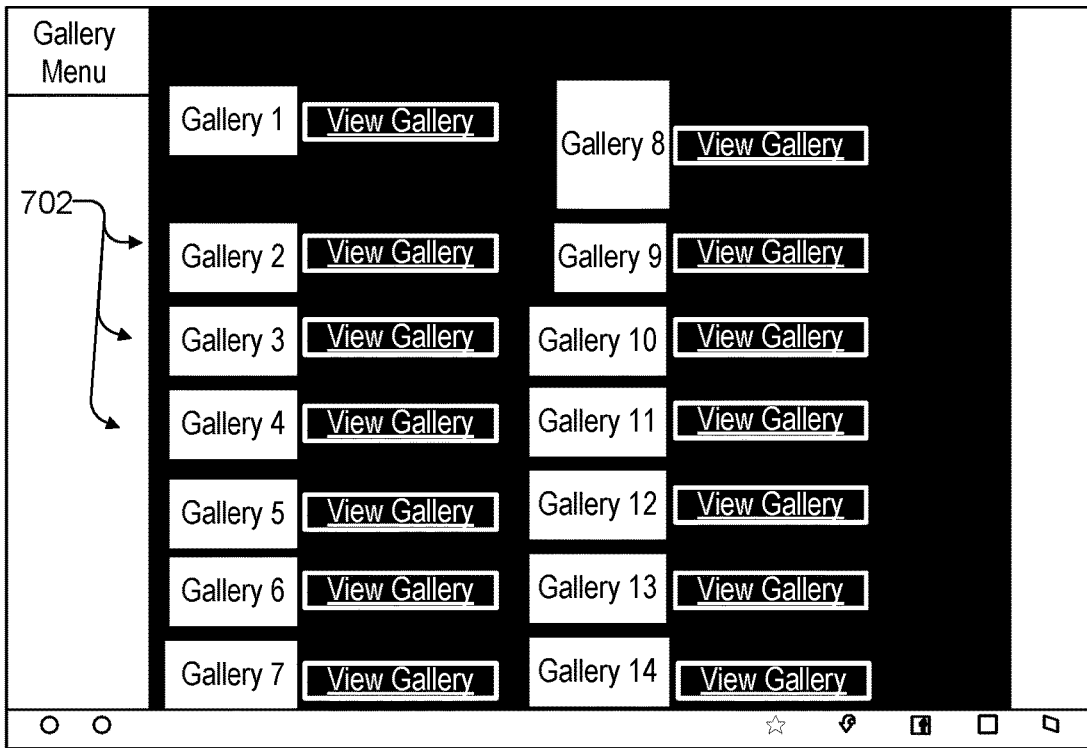 Gallery
Menu
702
Gallery 1 View Gallery
Gallery 2 View Gallery
Gallery 3 View Gallery
Gallery 4 View Gallery
Gallery 5 View Gallery
Gallery 6 View Gallery
Gallery 7 View Gallery
Gallery 8 View Gallery
Gallery 9 View Gallery
Gallery 10 View Gallery
Gallery 11 View Gallery
Gallery 12 View Gallery
Gallery 13 View Gallery
Gallery 14 View Gallery